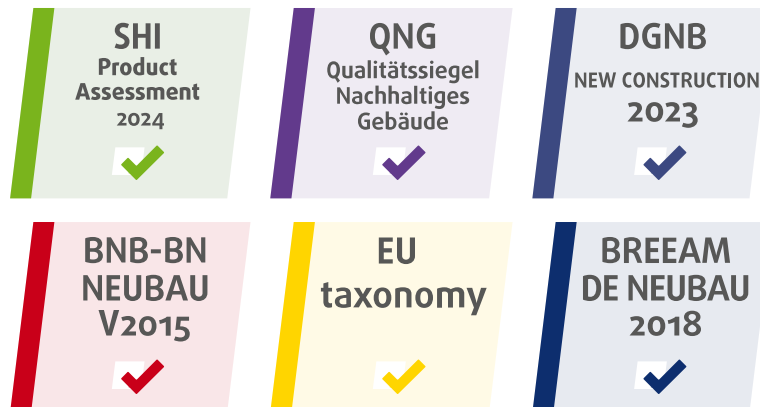 SHI
Product
Assessment
2024
QNG
Qualitätssiegel
Nachhaltiges
Gebäude
DGNB
NEW CONSTRUCTION
2023
BNB-BN
NEUBAU
V2015
EU
taxonomy
BREEAM
DE NEUBAU
2018